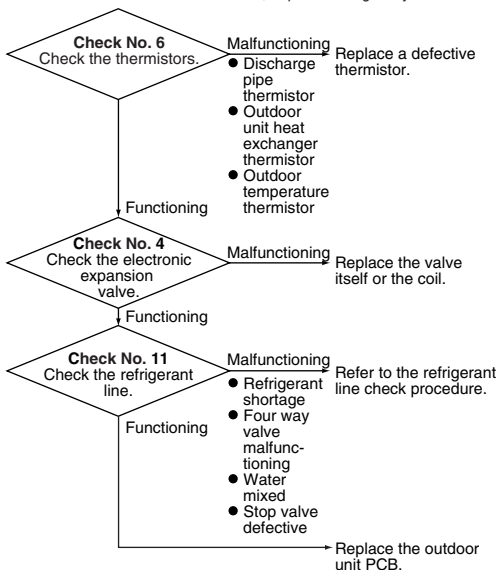 Check No. 6
Check the thermistors.
Malfunctioning
● Discharge
pipe
thermistor
● Outdoor
unit heat
exchanger
thermistor
● Outdoor
temperature
thermistor
Replace a defective
thermistor.
Functioning
Check No. 4
Check the electronic
expansion
valve.
Malfunctioning
Replace the valve
itself or the coil.
Functioning
Check No. 11
Check the refrigerant
line.
Malfunctioning
● Refrigerant
shortage
● Four way
valve
malfunc-
tioning
● Water
mixed
● Stop valve
defective
Refer to the refrigerant
line check procedure.
Functioning
Replace the outdoor
unit PCB.